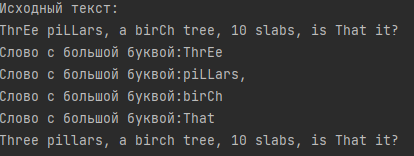 Исходный текст:
ThrEe piLLars, a birCh tree, 10 slabs, is That it?
Слово с большой буквой:ThrEe
Слово с большой буквой:piLLars,
Слово с большой буквой:birCh
Слово с большой буквой:That
Three pillars, a birch tree, 10 slabs, is That it?